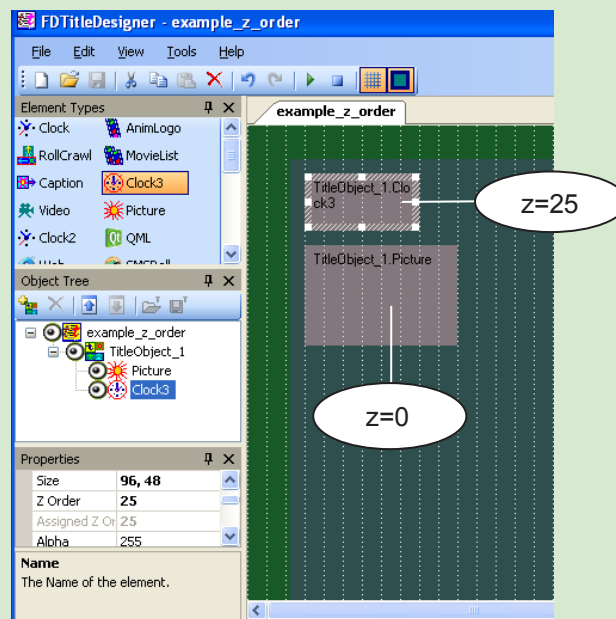 FDTitleDesigner - example_z_order
File Edit View Tools Help
Element Types
Clock AnimLogo
RollCrawl MovieList
Caption Clock3
Video Picture
Clock2 QML
Object Tree
example_z_order
TitleObject_1
Picture
Clock3
Properties
Size 96, 48
Z Order 25
Assigned Z Or 25
Alpha 255
Name
The Name of the element.
example_z_order
TitleObject_1.Clo
ck3
z=25
TitleObject_1.Picture
z=0